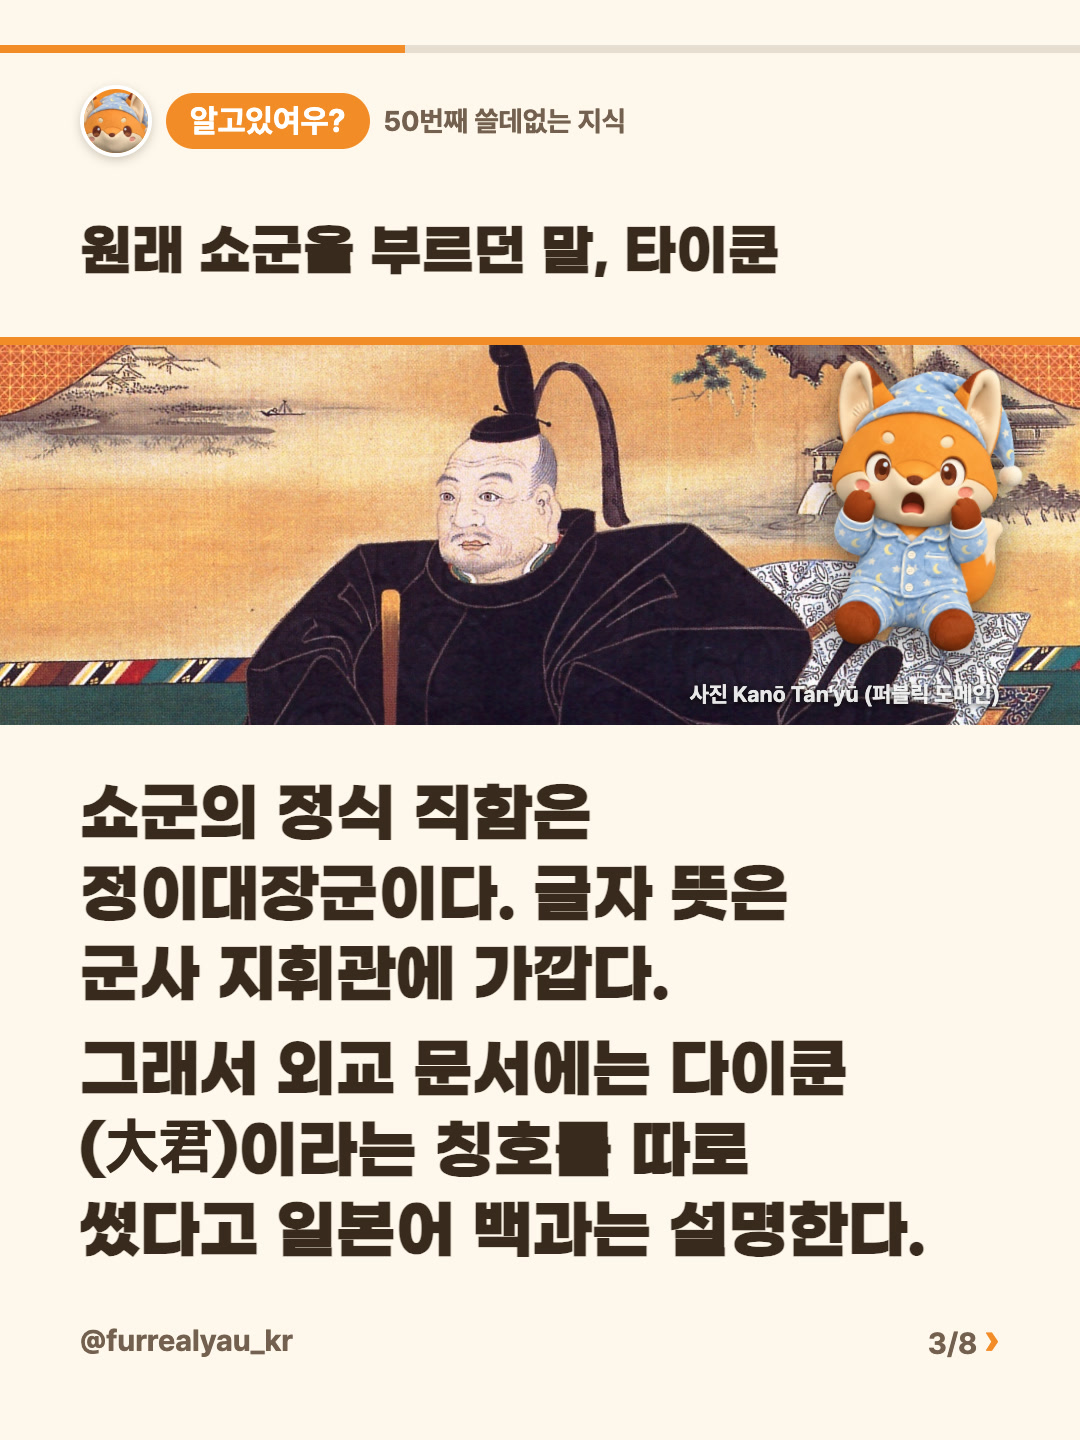 알고있여우?
50번째 쓸데없는 지식
원래 쇼군을 부르던 말, 타이쿤
사진 Kanō Tan'yū (퍼블릭 도메인)
쇼군의 정식 직함은
정이대장군이다. 글자 뜻은
군사 지휘관에 가깝다.
그래서 외교 문서에는 다이쿤
(大君)이라는 칭호를 따로
썼다고 일본어 백과는 설명한다.
@furrealyau_kr
3/8